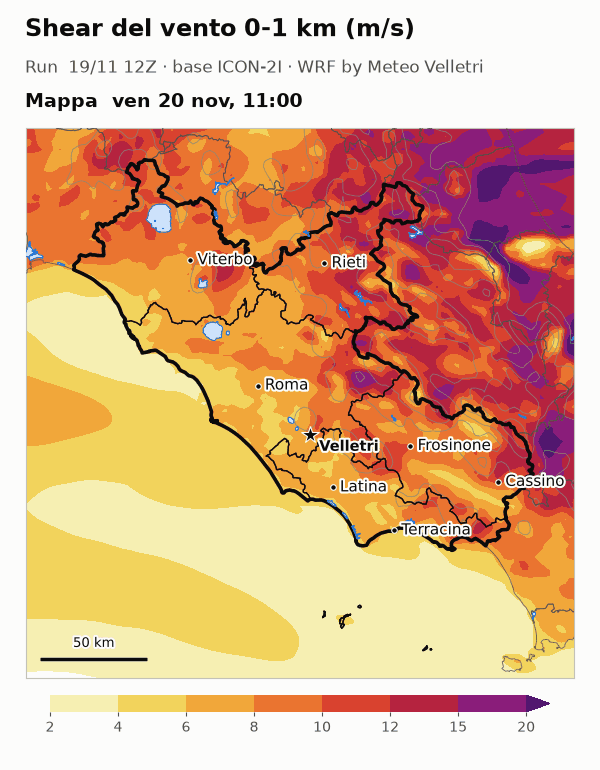 Shear del vento 0-1 km (m/s)
Run 19/11 12Z · base ICON-2I · WRF by Meteo Velletri
Mappa ven 20 nov, 11:00
Viterbo
Rieti
Roma
Velletri
Frosinone
Latina
Cassino
Terracina
50 km
2 4 6 8 10 12 15 20